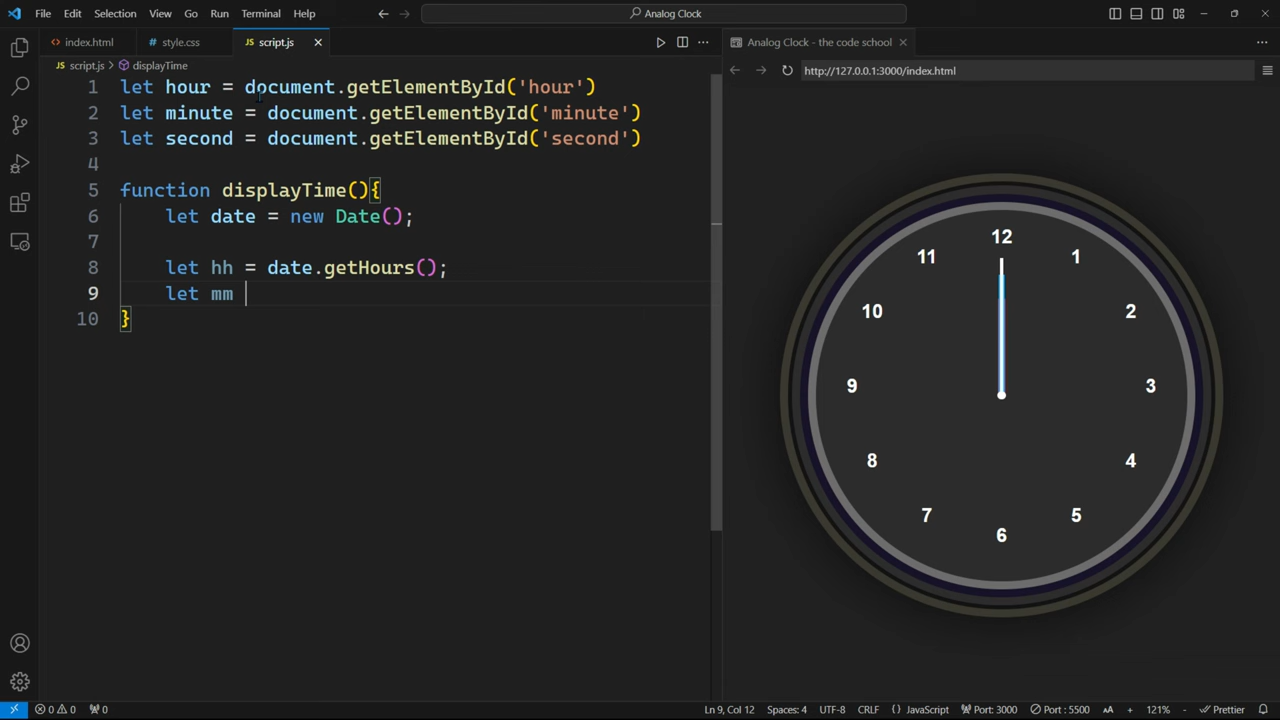 File Edit Selection View Go Run Terminal Help
Analog Clock
index.html style.css JS script.js
Analog Clock - the code school
JS script.js > displayTime
http://127.0.0.1:3000/index.html
1 let hour = document.getElementById('hour')
2 let minute = document.getElementById('minute')
3 let second = document.getElementById('second')
4
5 function displayTime(){
6 let date = new Date();
7
8 let hh = date.getHours();
9 let mm
10 }
12
11 1
10 2
9 3
8 4
7 5
6
0 0 0 Ln 9, Col 12 Spaces: 4 UTF-8 CRLF {} JavaScript Port: 3000 Port : 5500 AA + 121% - Prettier